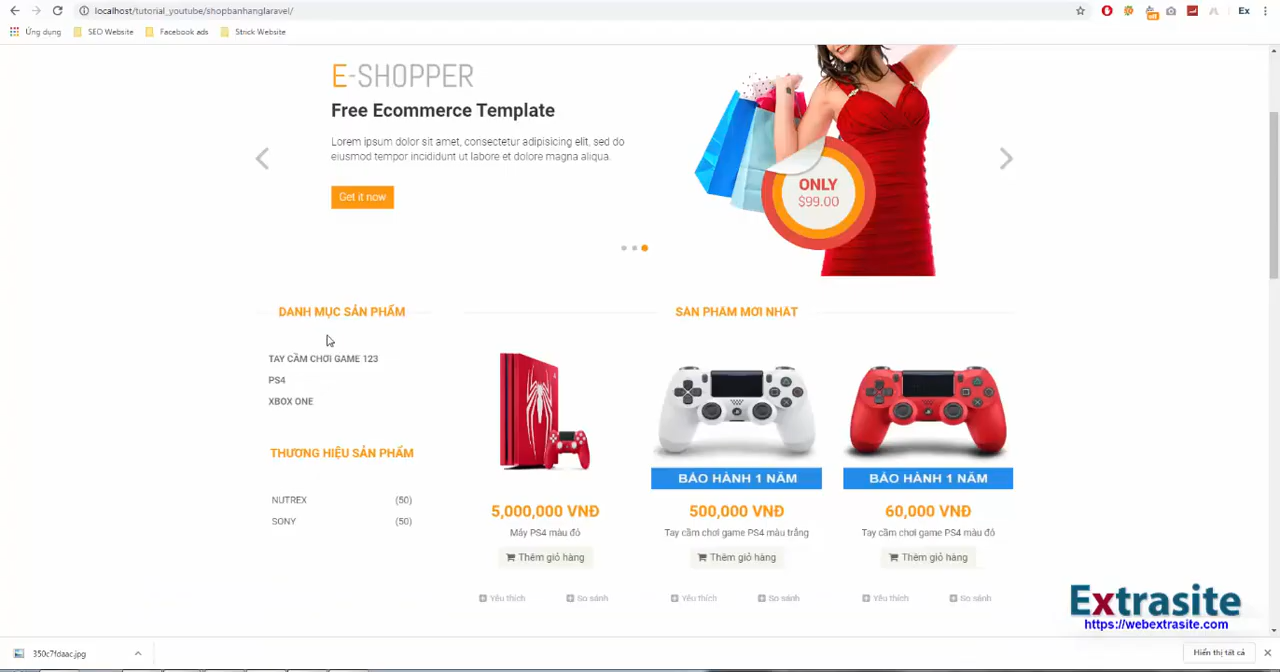 localhost/tutorial_youtube/shopbanhanglaravel/
Ex
off
Ứng dụng
SEO Website
Facebook ads
Strick Website
E-SHOPPER
Free Ecommerce Template
Lorem ipsum dolor sit amet, consectetur adipisicing elit, sed do
eiusmod tempor incididunt ut labore et dolore magna aliqua.
Get it now
ONLY
$99.00
DANH MỤC SẢN PHẨM
TAY CẦM CHƠI GAME 123
PS4
XBOX ONE
THƯƠNG HIỆU SẢN PHẨM
NUTREX (50)
SONY (50)
SẢN PHẨM MỚI NHẤT
BẢO HÀNH 1 NĂM
BẢO HÀNH 1 NĂM
5,000,000 VNĐ
500,000 VNĐ
60,000 VNĐ
Máy PS4 màu đỏ
Tay cầm chơi game PS4 màu trắng
Tay cầm chơi game PS4 màu đỏ
Thêm giỏ hàng
Thêm giỏ hàng
Thêm giỏ hàng
Yêu thích
So sánh
Yêu thích
So sánh
Yêu thích
So sánh
Extrasite
https://webextrasite.com
350c7fdaac.jpg
Hiển thị tất cả